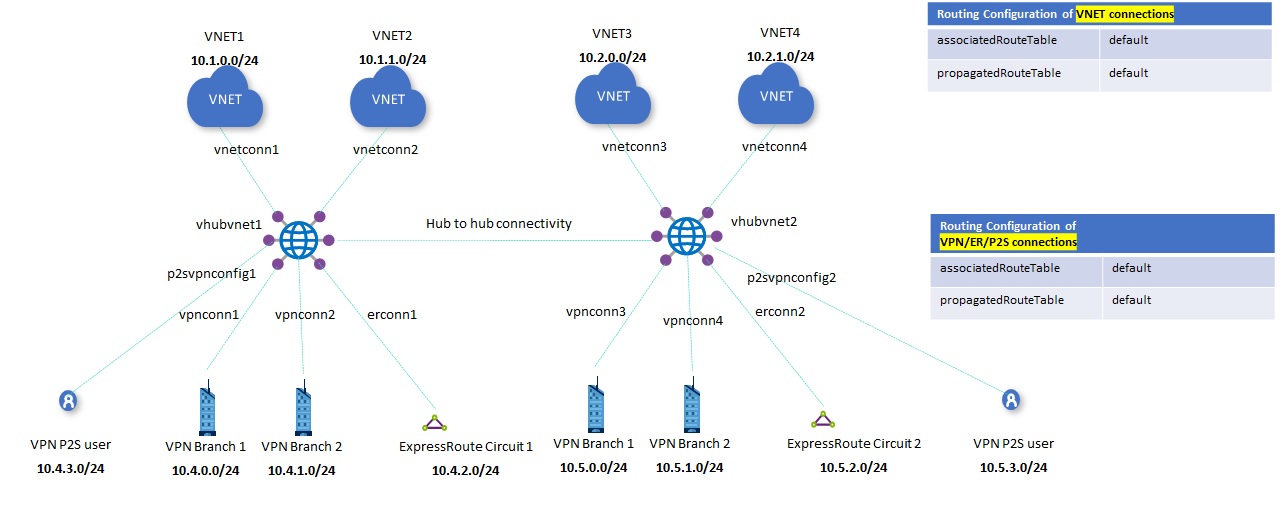 VNET1
10.1.0.0/24
VNET
VNET2
10.1.1.0/24
VNET
VNET3
10.2.0.0/24
VNET
VNET4
10.2.1.0/24
VNET
Routing Configuration of VNET connections
associatedRouteTable default
propagatedRouteTable default
vnetconn1
vnetconn2
vnetconn3
vnetconn4
vhubvnet1
Hub to hub connectivity
vhubvnet2
Routing Configuration of
VPN/ER/P2S connections
associatedRouteTable default
propagatedRouteTable default
p2svpnconfig1
vpnconn1
vpnconn2
erconn1
vpnconn3
vpnconn4
erconn2
p2svpnconfig2
VPN P2S user
10.4.3.0/24
VPN Branch 1
10.4.0.0/24
VPN Branch 2
10.4.1.0/24
ExpressRoute Circuit 1
10.4.2.0/24
VPN Branch 1
10.5.0.0/24
VPN Branch 2
10.5.1.0/24
ExpressRoute Circuit 2
10.5.2.0/24
VPN P2S user
10.5.3.0/24